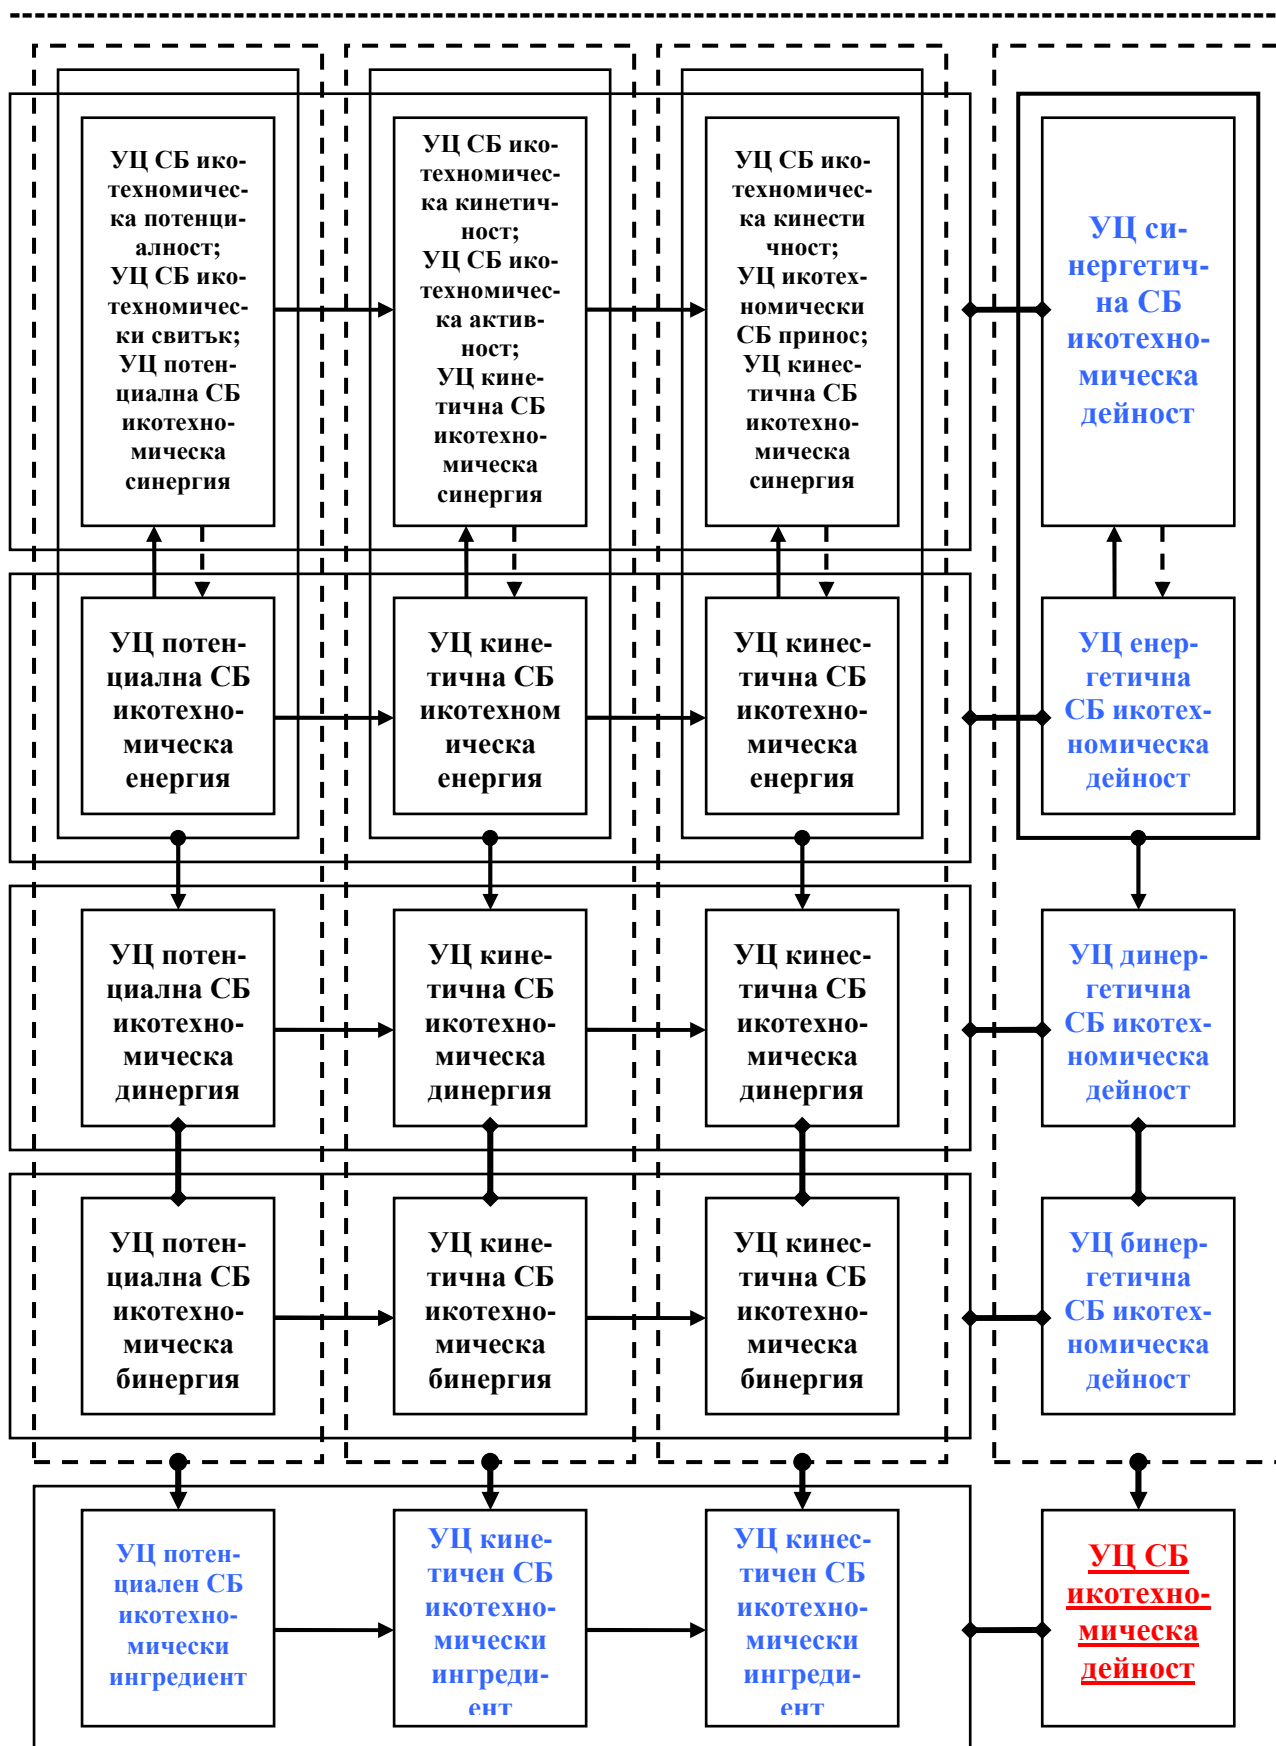 УЦ СБ ико-
техномичес-
ка потенци-
алност;
УЦ СБ ико-
техномичес-
ки свитък;
УЦ потен-
циална СБ
икотехно-
мическа
синергия
УЦ СБ ико-
техномичес-
ка кинетич-
ност;
УЦ СБ ико-
техномичес-
ка актив-
ност;
УЦ кине-
тична СБ
икотехно-
мическа
синергия
УЦ СБ ико-
техномичес-
ка кинести
чност;
УЦ икотех-
номически
СБ принос;
УЦ кинес-
тична СБ
икотехно-
мическа
синергия
УЦ си-
нергетич-
на СБ
икотехно-
мическа
дейност
УЦ потен-
циална СБ
икотехно-
мическа
енергия
УЦ кине-
тична СБ
икотехном
ическа
енергия
УЦ кинес-
тична СБ
икотехно-
мическа
енергия
УЦ енер-
гетична
СБ икотех-
номическа
дейност
УЦ потен-
циална СБ
икотехно-
мическа
динергия
УЦ кине-
тична СБ
икотехно-
мическа
динергия
УЦ кинес-
тична СБ
икотехно-
мическа
динергия
УЦ динер-
гетична
СБ икотех-
номическа
дейност
УЦ потен-
циална СБ
икотехно-
мическа
бинергия
УЦ кине-
тична СБ
икотехно-
мическа
бинергия
УЦ кинес-
тична СБ
икотехно-
мическа
бинергия
УЦ бинер-
гетична
СБ икотех-
номическа
дейност
УЦ потен-
циален СБ
икотехно-
мически
ингредиент
УЦ кине-
тичен СБ
икотехно-
мически
ингреди-
ент
УЦ кинес-
тичен СБ
икотехно-
мически
ингреди-
ент
УЦ СБ
икотехно-
мическа
дейност